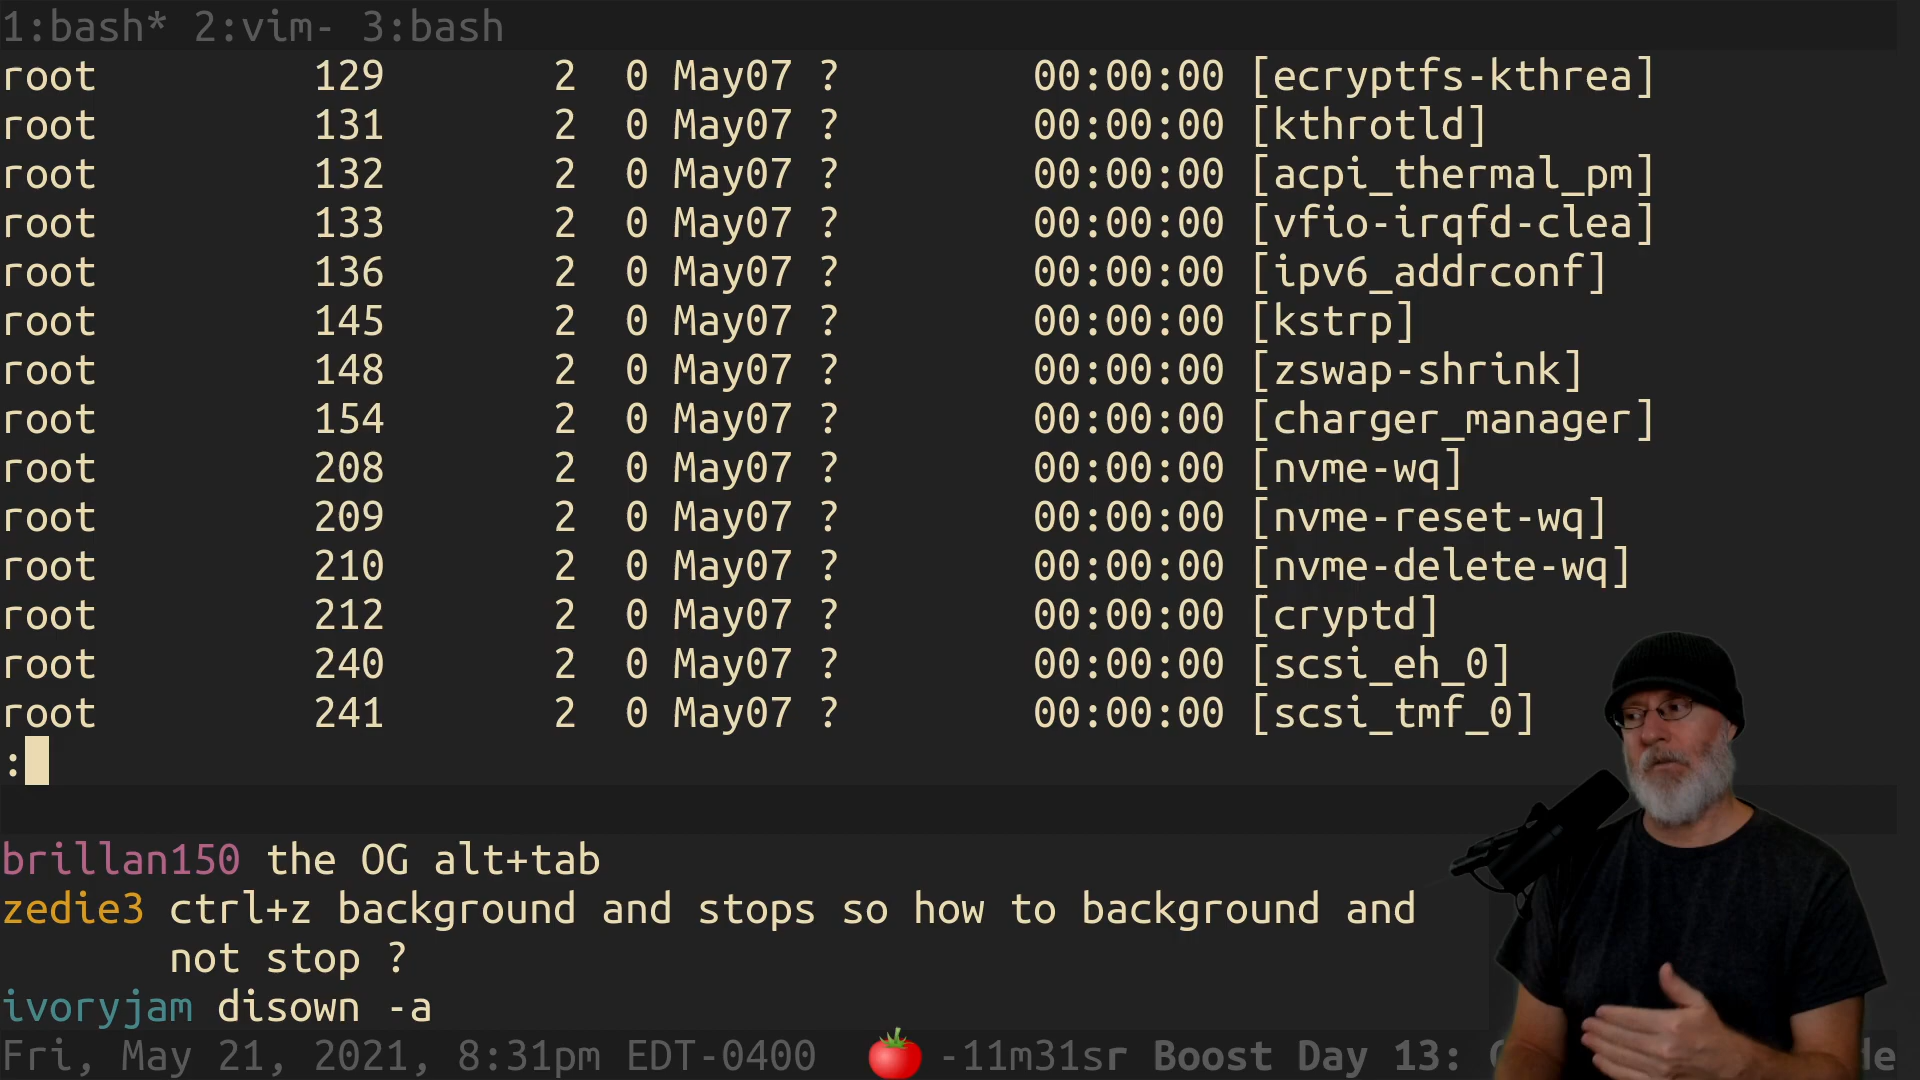 1:bash* 2:vim- 3:bash
root 129 2 0 May07 ? 00:00:00 [ecryptfs-kthrea]
root 131 2 0 May07 ? 00:00:00 [kthrotld]
root 132 2 0 May07 ? 00:00:00 [acpi_thermal_pm]
root 133 2 0 May07 ? 00:00:00 [vfio-irqfd-clea]
root 136 2 0 May07 ? 00:00:00 [ipv6_addrconf]
root 145 2 0 May07 ? 00:00:00 [kstrp]
root 148 2 0 May07 ? 00:00:00 [zswap-shrink]
root 154 2 0 May07 ? 00:00:00 [charger_manager]
root 208 2 0 May07 ? 00:00:00 [nvme-wq]
root 209 2 0 May07 ? 00:00:00 [nvme-reset-wq]
root 210 2 0 May07 ? 00:00:00 [nvme-delete-wq]
root 212 2 0 May07 ? 00:00:00 [cryptd]
root 240 2 0 May07 ? 00:00:00 [scsi_eh_0]
root 241 2 0 May07 ? 00:00:00 [scsi_tmf_0]
:
brillan150 the OG alt+tab
zedie3 ctrl+z background and stops so how to background and
not stop ?
ivoryjam disown -a
Fri, May 21, 2021, 8:31pm EDT-0400 🍅 -11m31sr Boost Day 13: